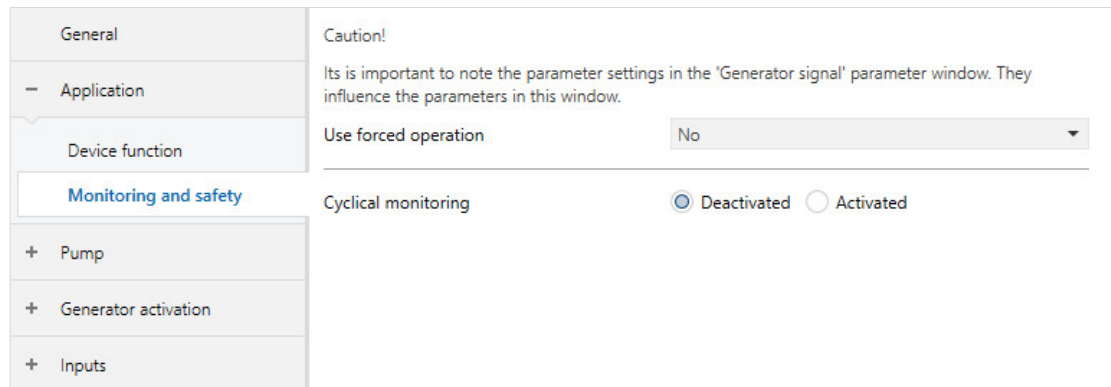 General
Application
Device function
Monitoring and safety
Pump
Generator activation
Inputs
Caution!
Its is important to note the parameter settings in the 'Generator signal' parameter window. They
influence the parameters in this window.
Use forced operation No
Cyclical monitoring Deactivated Activated